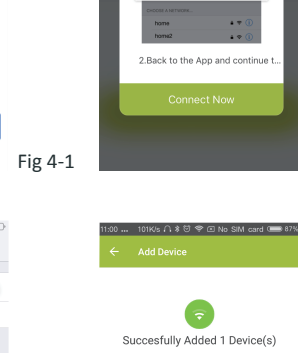 CHOOSE A NETWORK...
home
home2
2.Back to the App and continue t...
Connect Now
Fig 4-1
11:00 ... 101K/s No SIM card 87%
Add Device
Succesfully Added 1 Device(s)